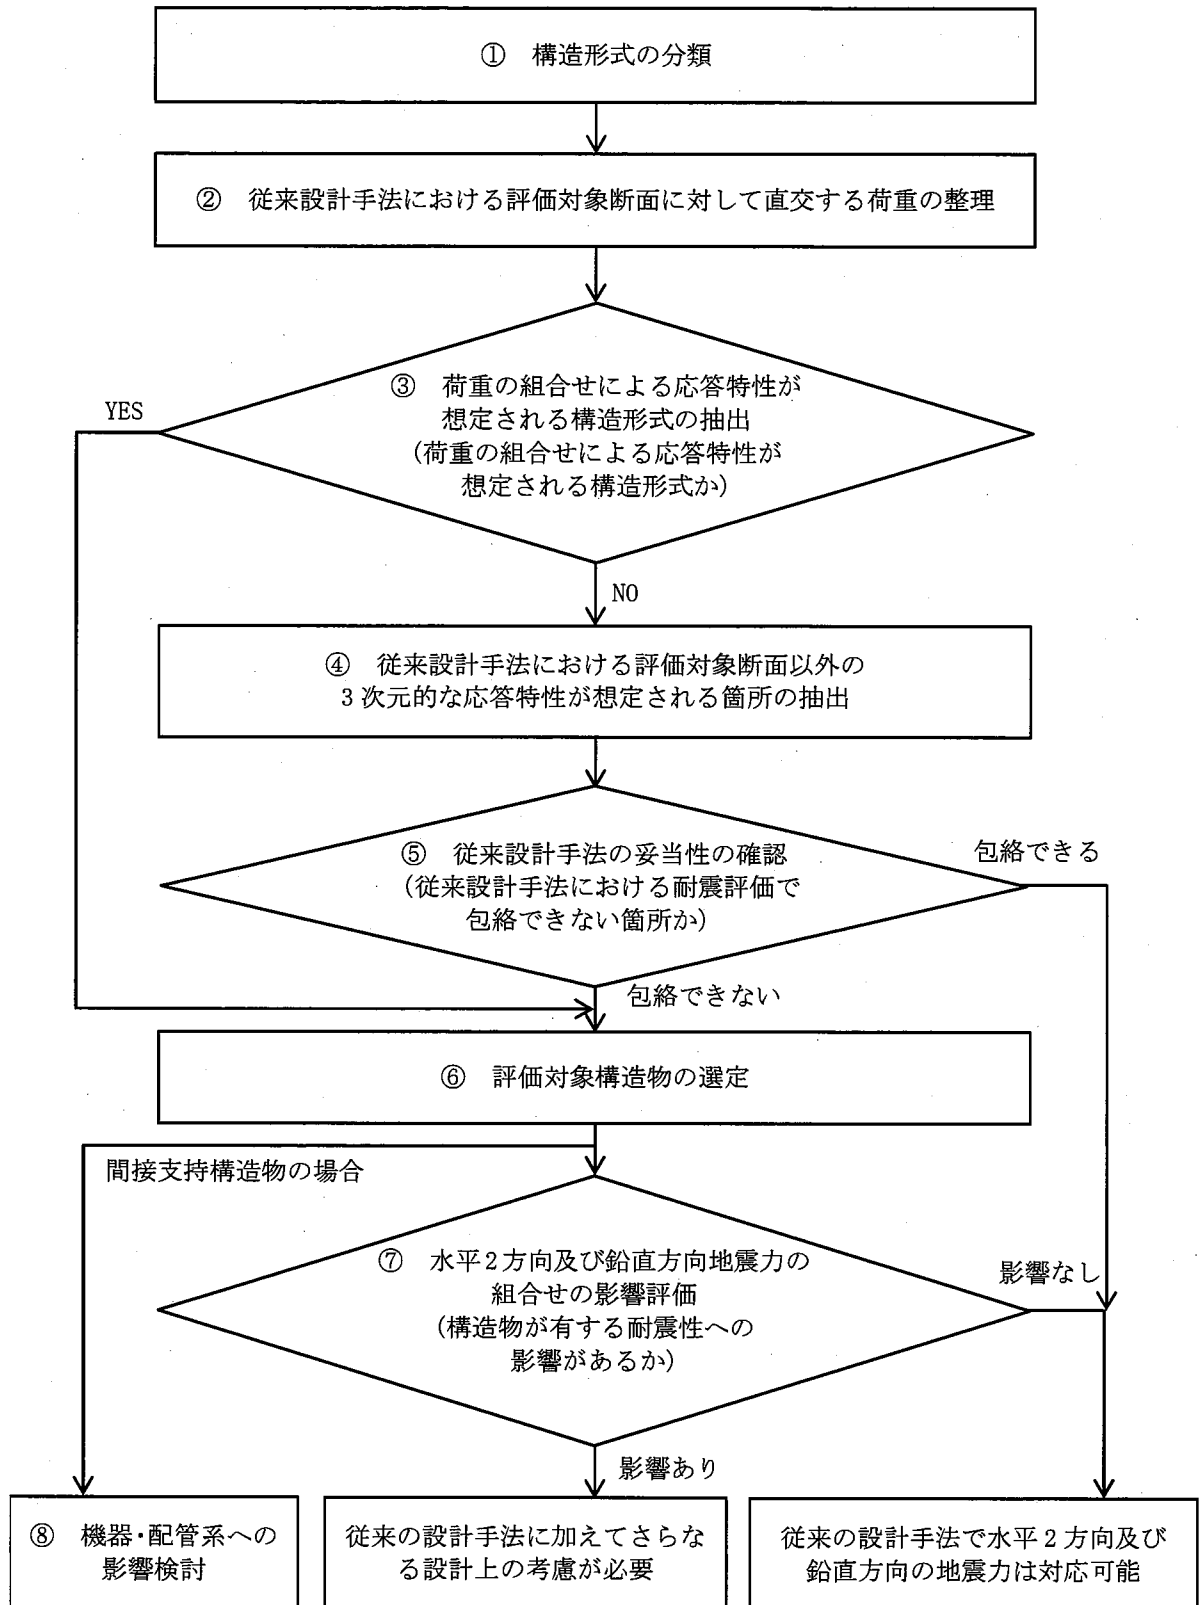 ① 構造形式の分類
② 従来設計手法における評価対象断面に対して直交する荷重の整理
③ 荷重の組合せによる応答特性が
想定される構造形式の抽出
(荷重の組合せによる応答特性が
想定される構造形式か)
YES
NO
④ 従来設計手法における評価対象断面以外の
3次元的な応答特性が想定される箇所の抽出
⑤ 従来設計手法の妥当性の確認
(従来設計手法における耐震評価で
包絡できない箇所か)
包絡できる
包絡できない
⑥ 評価対象構造物の選定
間接支持構造物の場合
⑦ 水平2方向及び鉛直方向地震力の
組合せの影響評価
(構造物が有する耐震性への
影響があるか)
影響なし
影響あり
⑧ 機器・配管系への
影響検討
従来の設計手法に加えてさらな
る設計上の考慮が必要
従来の設計手法で水平2方向及び
鉛直方向の地震力は対応可能